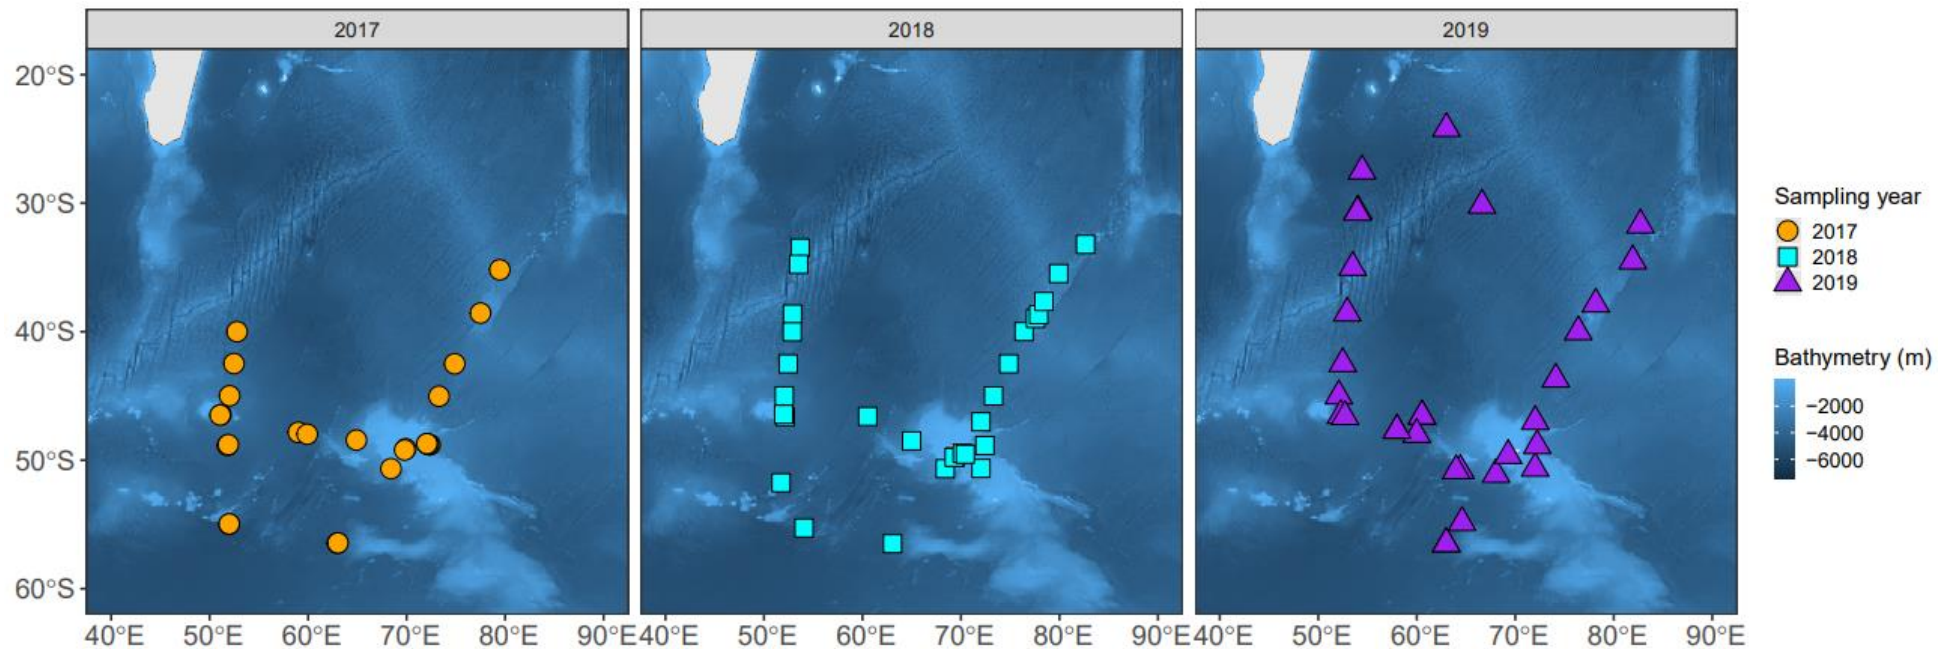 2017 2018 2019
20°S
30°S
40°S
50°S
60°S
40°E 50°E 60°E 70°E 80°E 90°E 40°E 50°E 60°E 70°E 80°E 90°E 40°E 50°E 60°E 70°E 80°E 90°E
Sampling year
2017
2018
2019
Bathymetry (m)
−2000
−4000
−6000